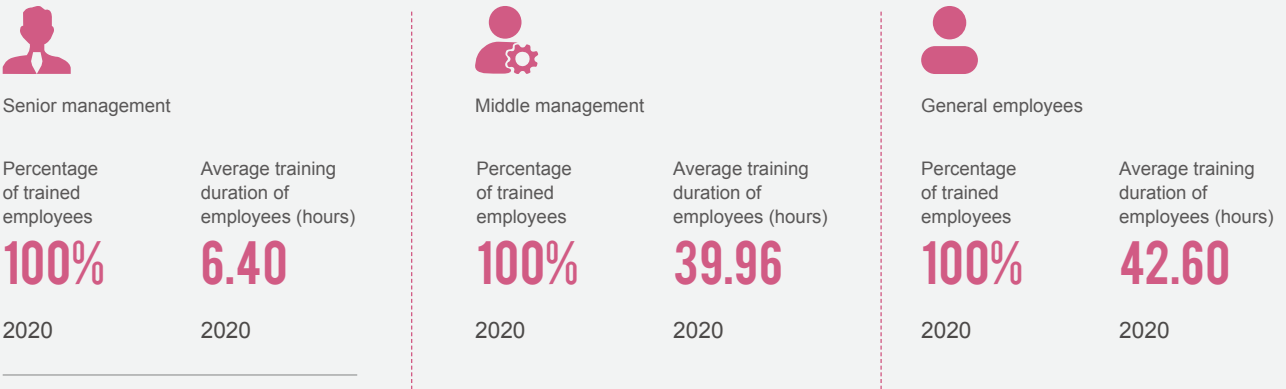 Senior management
Percentage
of trained
employees
100%
2020
Average training
duration of
employees (hours)
6.40
2020
Middle management
Percentage
of trained
employees
100%
2020
Average training
duration of
employees (hours)
39.96
2020
General employees
Percentage
of trained
employees
100%
2020
Average training
duration of
employees (hours)
42.60
2020